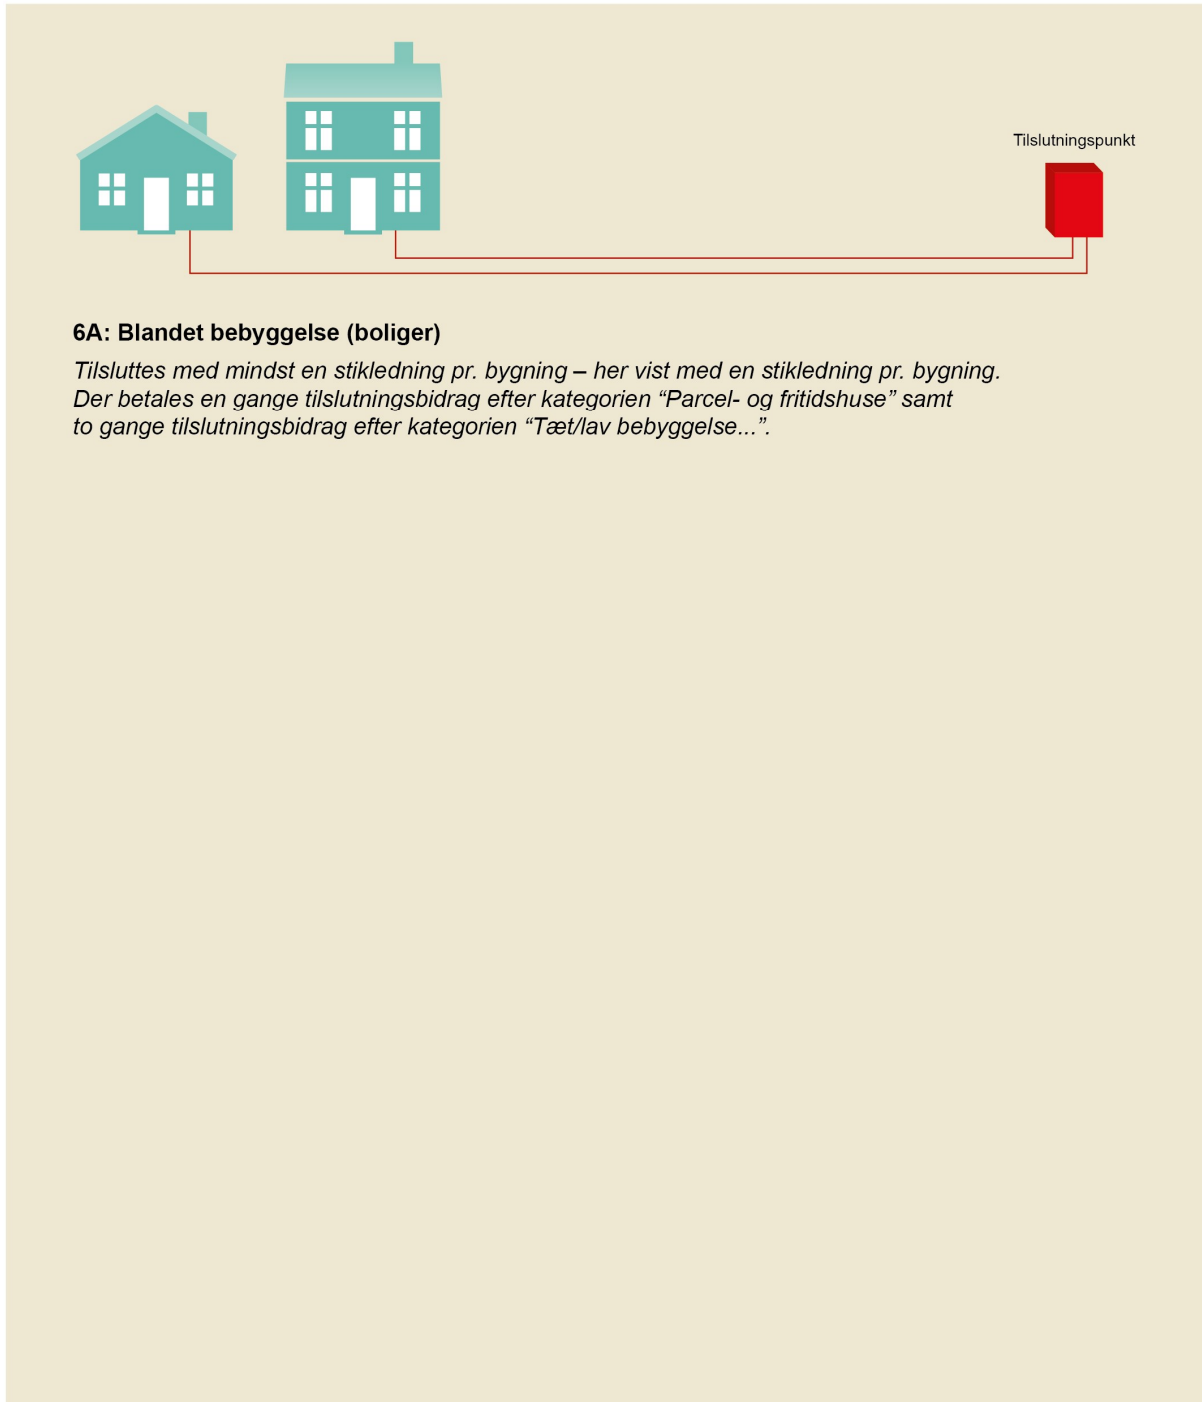 Tilslutningspunkt
6A: Blandet bebyggelse (boliger)
Tilsluttes med mindst en stikledning pr. bygning – her vist med en stikledning pr. bygning.
Der betales en gange tilslutningsbidrag efter kategorien “Parcel- og fritidshuse” samt
to gange tilslutningsbidrag efter kategorien “Tæt/lav bebyggelse...”.